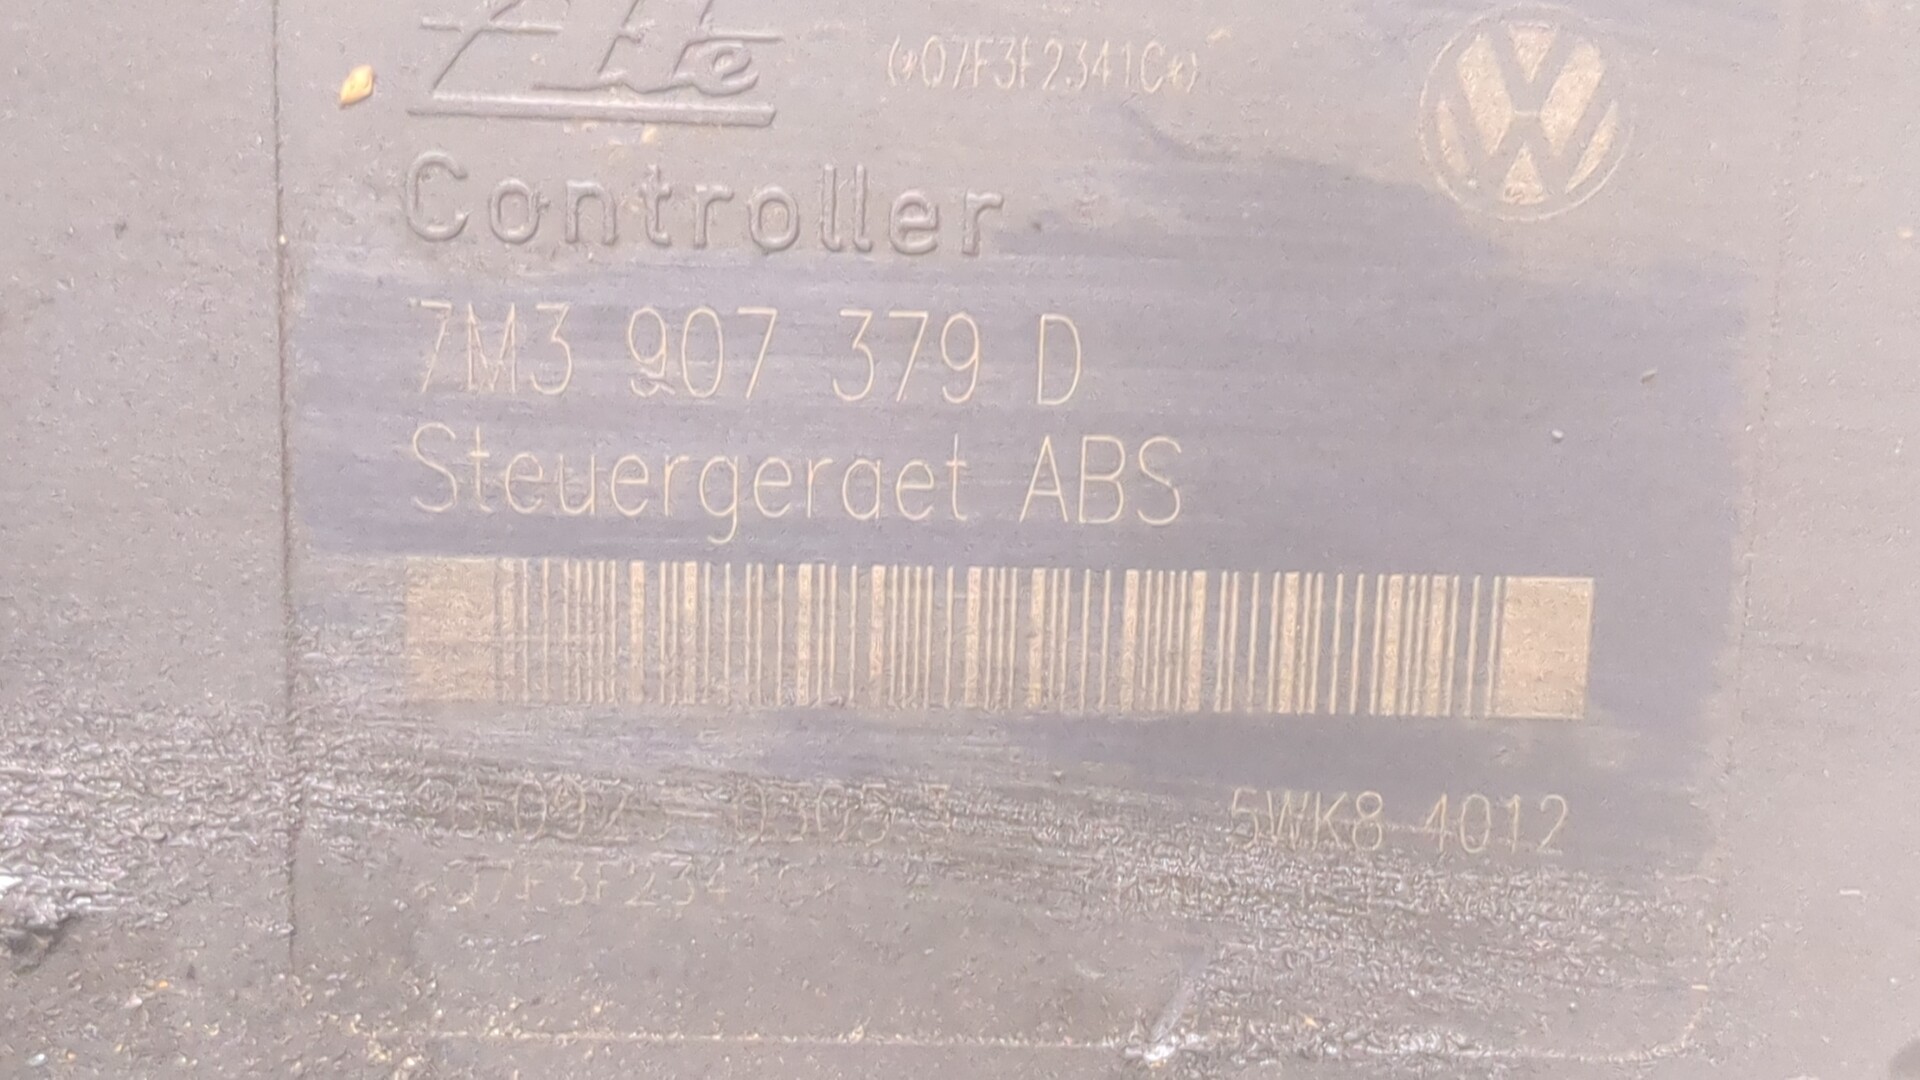 Ate
(*07F3F2341C*)
Controller
7M3 907 379 D
Steuergeraet ABS
5WK8 4012